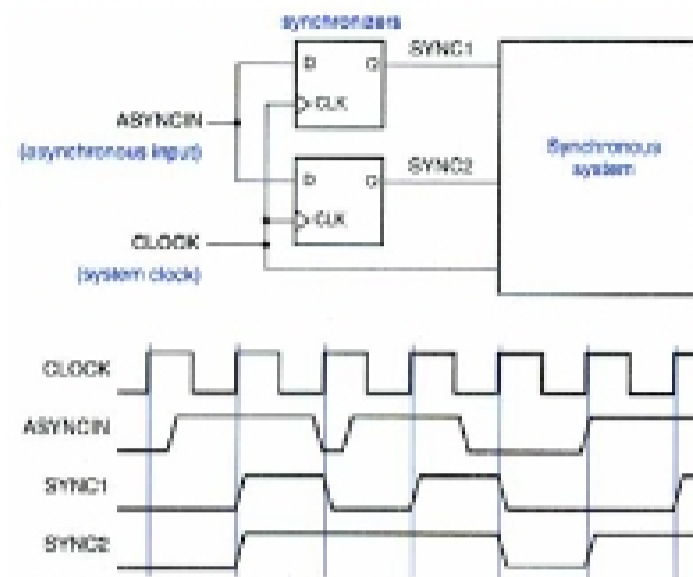 synchronizers
SYNC1
D Q
CLK
ASYNCIN
(asynchronous input)
Synchronous
system
SYNC2
D Q
CLK
CLOCK
(system clock)
CLOCK
ASYNCIN
SYNC1
SYNC2